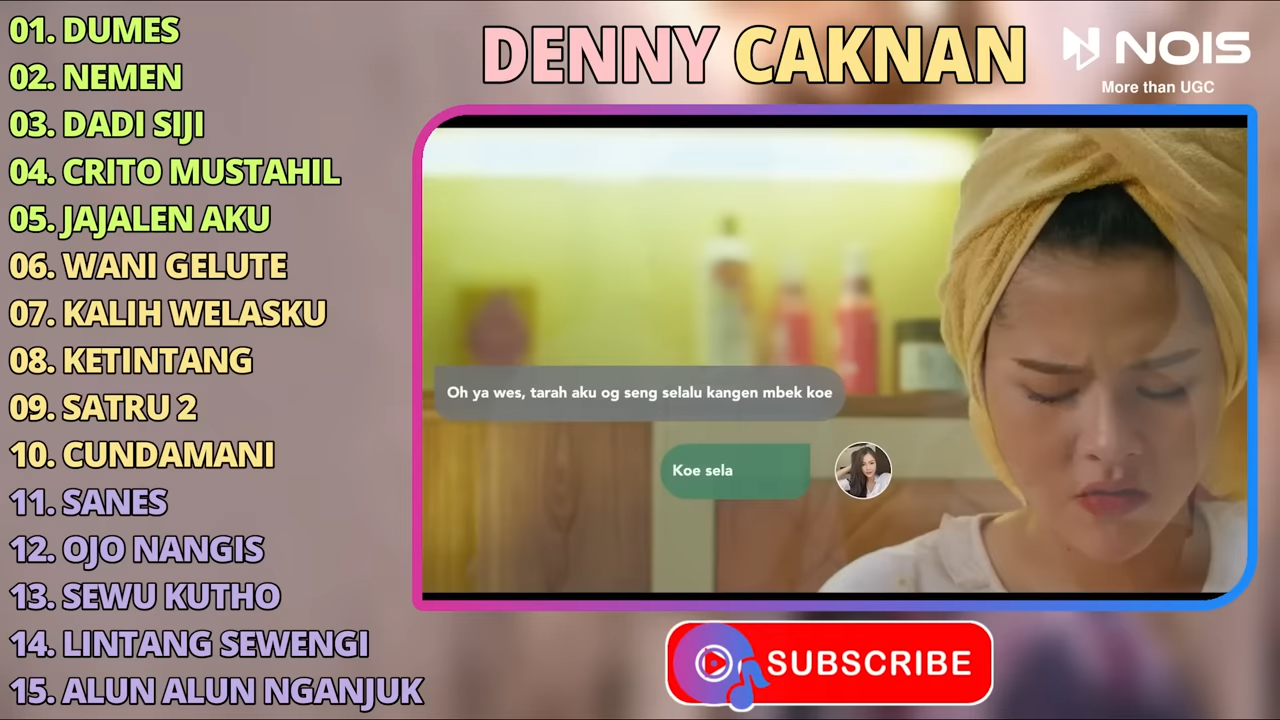 01. DUMES
02. NEMEN
03. DADI SIJI
04. CRITO MUSTAHIL
05. JAJALEN AKU
06. WANI GELUTE
07. KALIH WELASKU
08. KETINTANG
09. SATRU 2
10. CUNDAMANI
11. SANES
12. OJO NANGIS
13. SEWU KUTHO
14. LINTANG SEWENGI
15. ALUN ALUN NGANJUK
DENNY CAKNAN
NOIS
More than UGC
Oh ya wes, tarah aku og seng selalu kangen mbek koe
Koe sela
SUBSCRIBE